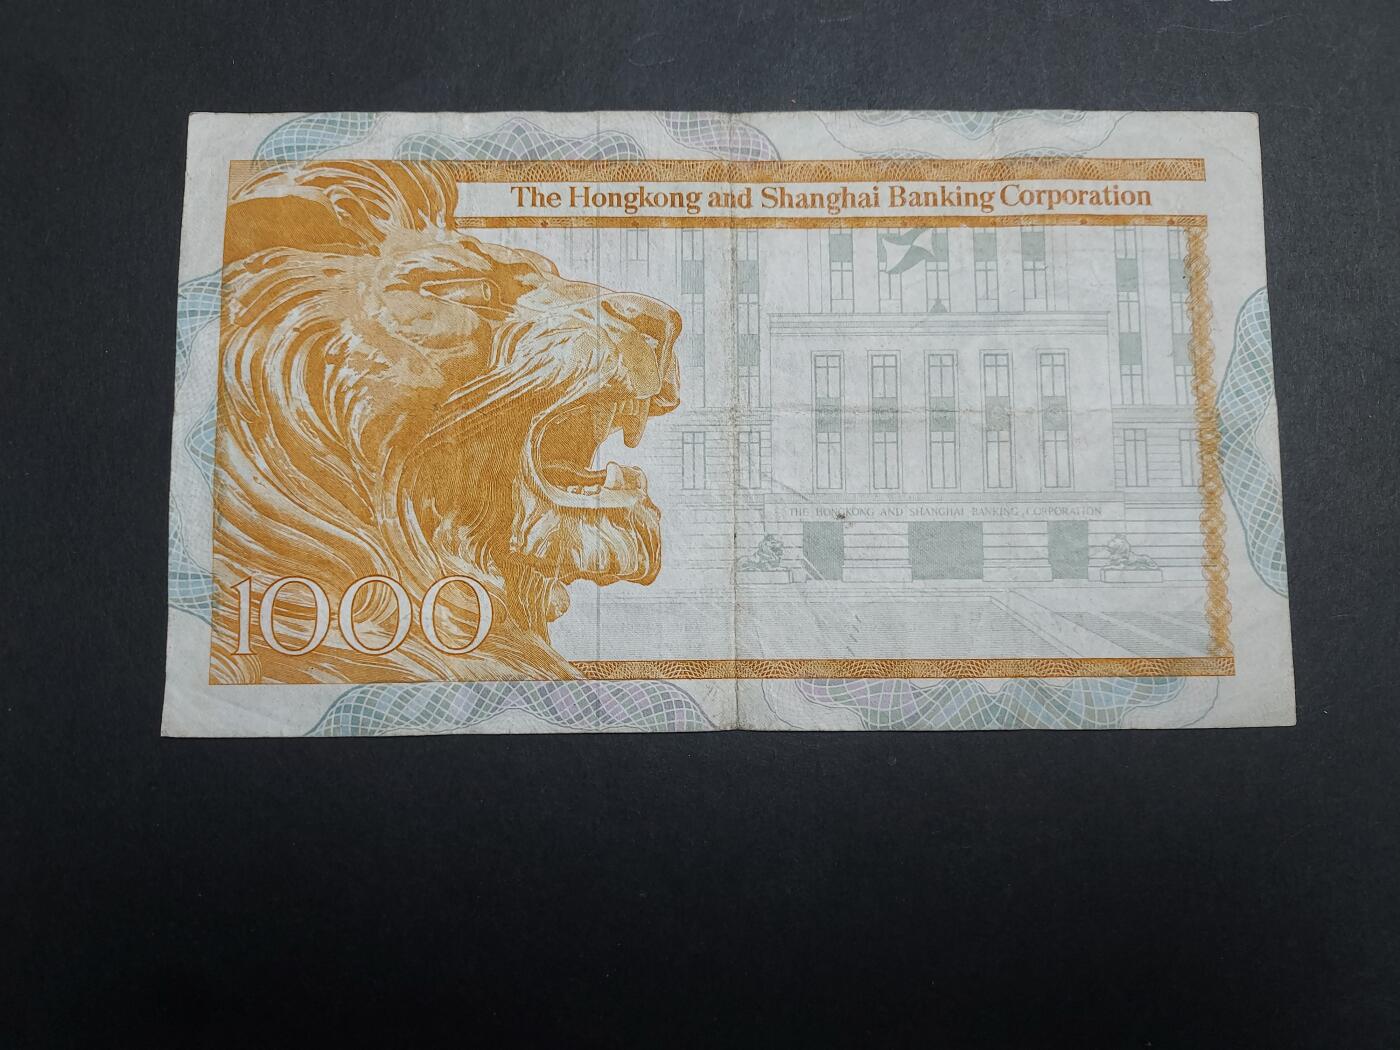 The Hongkong and Shanghai Banking Corporation
THE HONGKONG AND SHANGHAI BANKING CORPORATION
1000